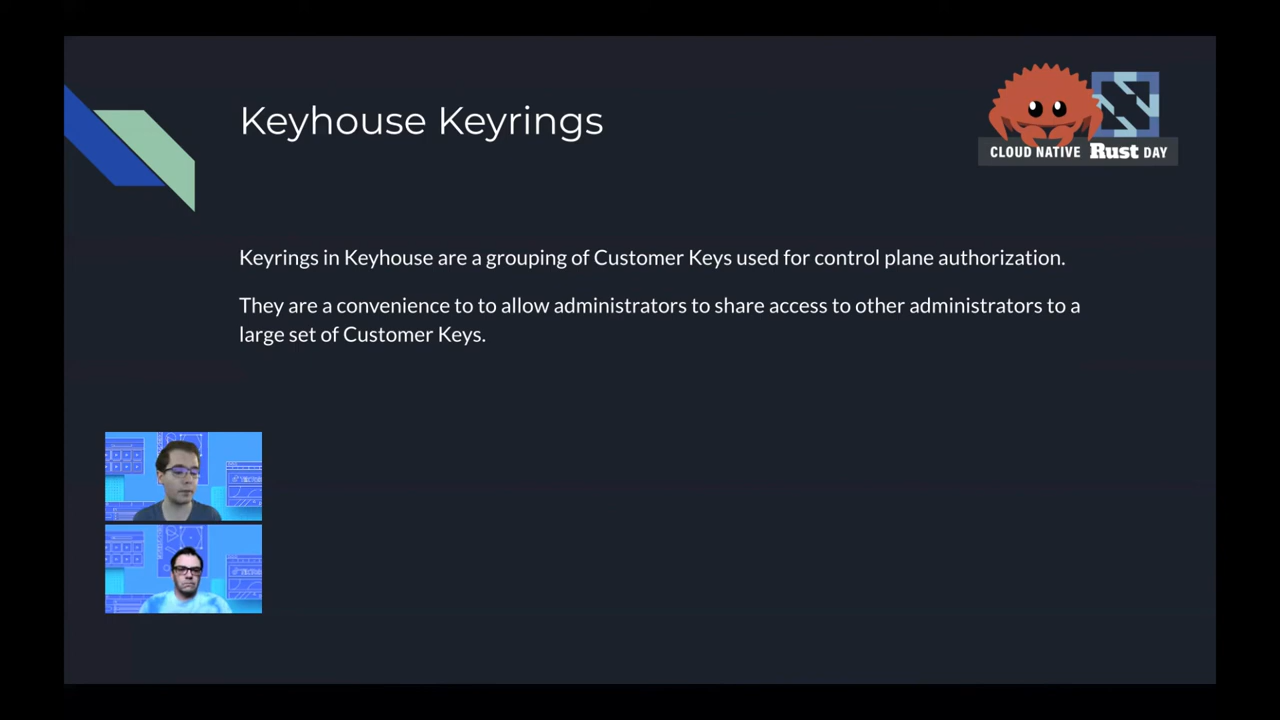 Keyhouse Keyrings
CLOUD NATIVE Rust DAY
Keyrings in Keyhouse are a grouping of Customer Keys used for control plane authorization.
They are a convenience to to allow administrators to share access to other administrators to a
large set of Customer Keys.